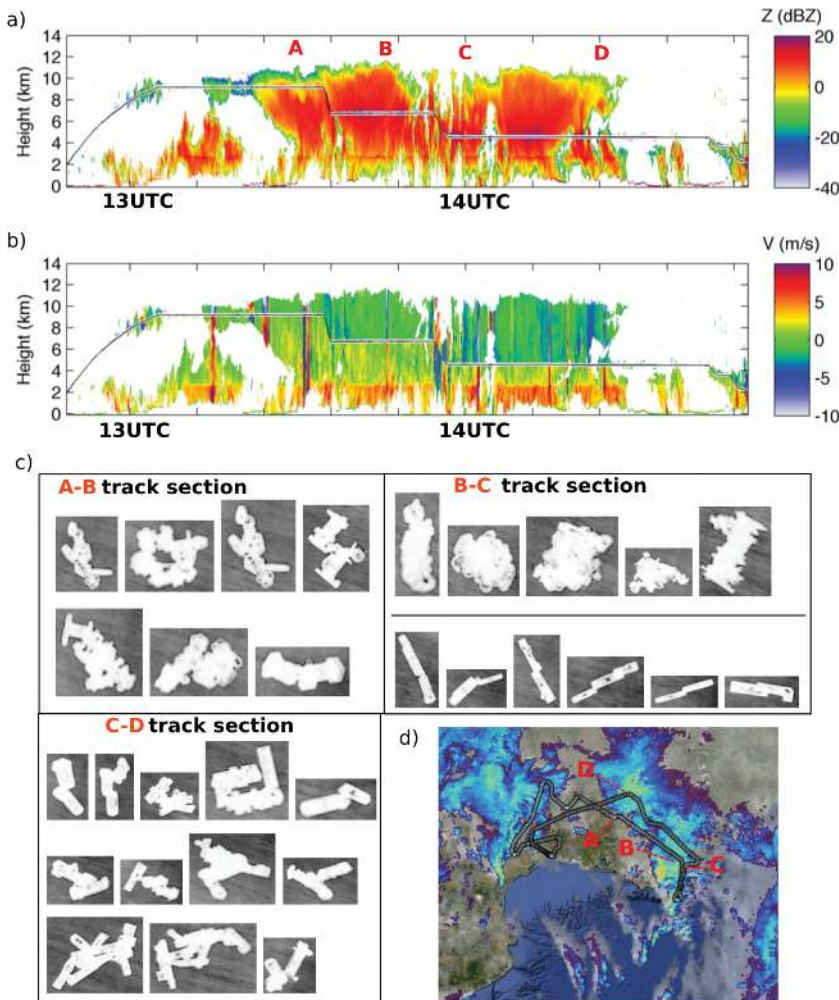 a)
Z (dBZ)
A B C D
14
12
10
8
6
4
2
0
Height (km)
20
0
-20
-40
13UTC 14UTC
b)
V (m/s)
14
12
10
8
6
4
2
0
Height (km)
10
5
0
-5
-10
13UTC 14UTC
c)
A-B track section
B-C track section
C-D track section
d)
D
A
B
C